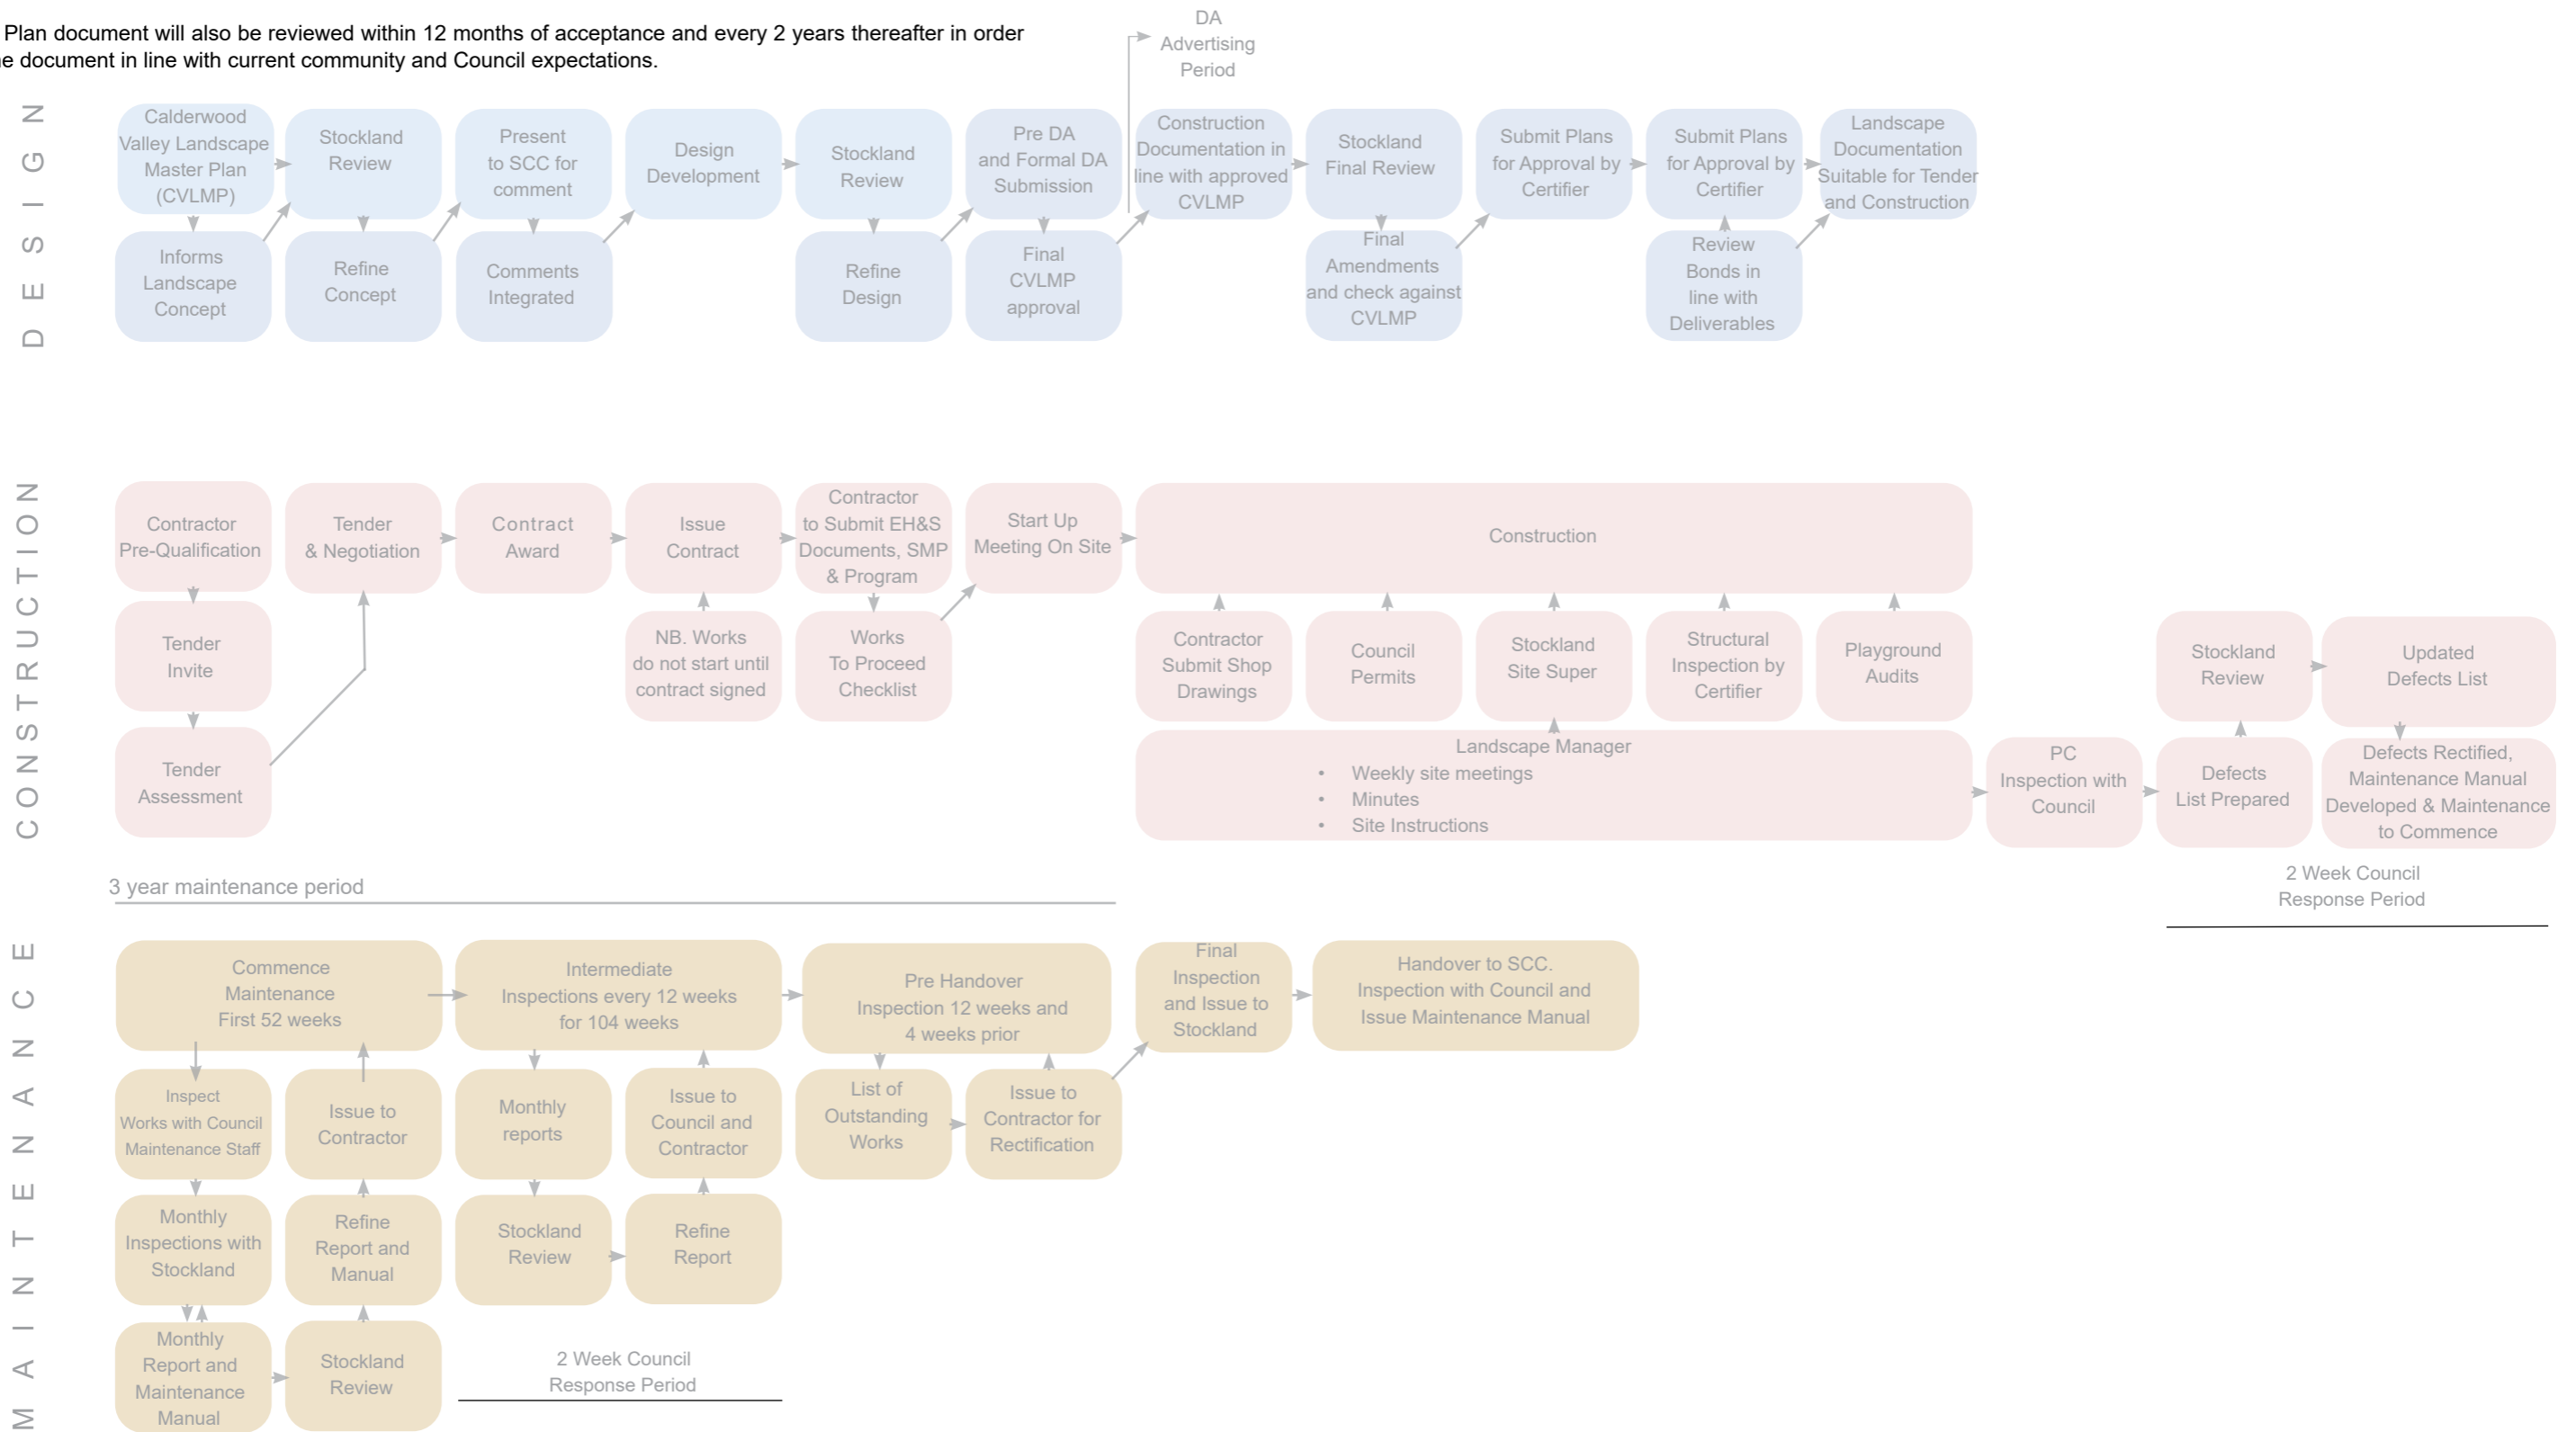 Plan document will also be reviewed within 12 months of acceptance and every 2 years thereafter in order
e document in line with current community and Council expectations.
DA
Advertising
Period
DESIGN
Calderwood
Valley Landscape
Master Plan
(CVLMP)
Stockland
Review
Present
to SCC for
comment
Design
Development
Stockland
Review
Pre DA
and Formal DA
Submission
Construction
Documentation in
line with approved
CVLMP
Stockland
Final Review
Submit Plans
for Approval by
Certifier
Submit Plans
for Approval by
Certifier
Landscape
Documentation
Suitable for Tender
and Construction
Informs
Landscape
Concept
Refine
Concept
Comments
Integrated
Refine
Design
Final
CVLMP
approval
Final
Amendments
and check against
CVLMP
Review
Bonds in
line with
Deliverables
CONSTRUCTION
Contractor
Pre-Qualification
Tender
& Negotiation
Contract
Award
Issue
Contract
Contractor
to Submit EH&S
Documents, SMP
& Program
Start Up
Meeting On Site
Construction
Tender
Invite
NB. Works
do not start until
contract signed
Works
To Proceed
Checklist
Contractor
Submit Shop
Drawings
Council
Permits
Stockland
Site Super
Structural
Inspection by
Certifier
Playground
Audits
Stockland
Review
Updated
Defects List
Tender
Assessment
Landscape Manager
• Weekly site meetings
• Minutes
• Site Instructions
PC
Inspection with
Council
Defects
List Prepared
Defects Rectified,
Maintenance Manual
Developed & Maintenance
to Commence
2 Week Council
Response Period
3 year maintenance period
MAINTENANCE
Commence
Maintenance
First 52 weeks
Intermediate
Inspections every 12 weeks
for 104 weeks
Pre Handover
Inspection 12 weeks and
4 weeks prior
Final
Inspection
and Issue to
Stockland
Handover to SCC.
Inspection with Council and
Issue Maintenance Manual
Inspect
Works with Council
Maintenance Staff
Issue to
Contractor
Monthly
reports
Issue to
Council and
Contractor
List of
Outstanding
Works
Issue to
Contractor for
Rectification
Monthly
Inspections with
Stockland
Refine
Report and
Manual
Stockland
Review
Refine
Report
Monthly
Report and
Maintenance
Manual
Stockland
Review
2 Week Council
Response Period